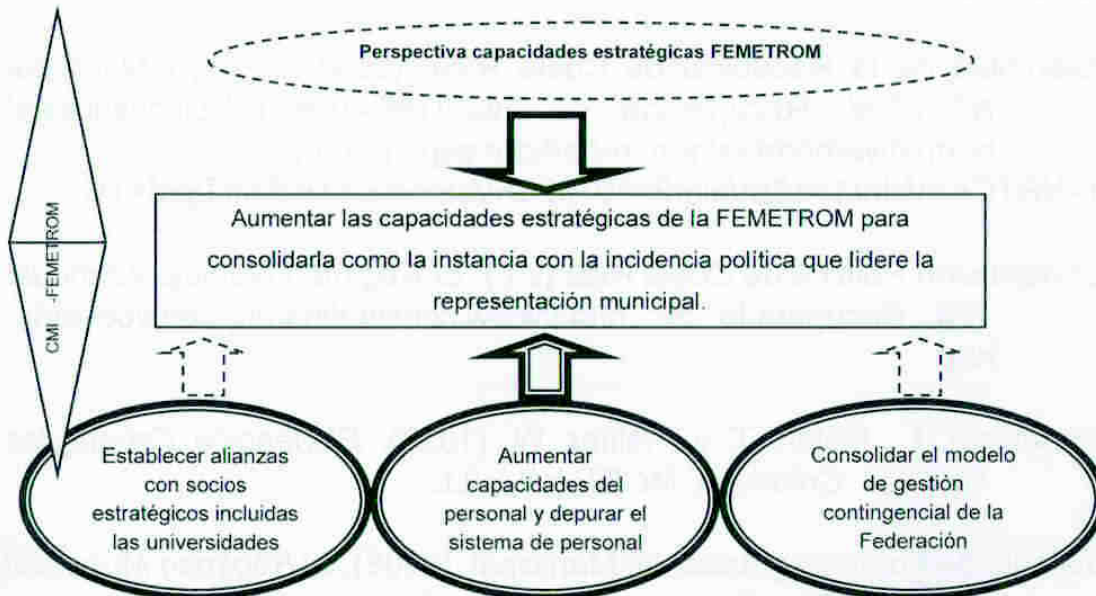 Perspectiva capacidades estratégicas FEMETROM
Aumentar las capacidades estratégicas de la FEMETROM para
consolidarla como la instancia con la incidencia política que lidere la
representación municipal.
CMI -FEMETROM
Establecer alianzas
con socios
estratégicos incluidas
las universidades
Aumentar
capacidades del
personal y depurar el
sistema de personal
Consolidar el modelo
de gestión
contingencial de la
Federación